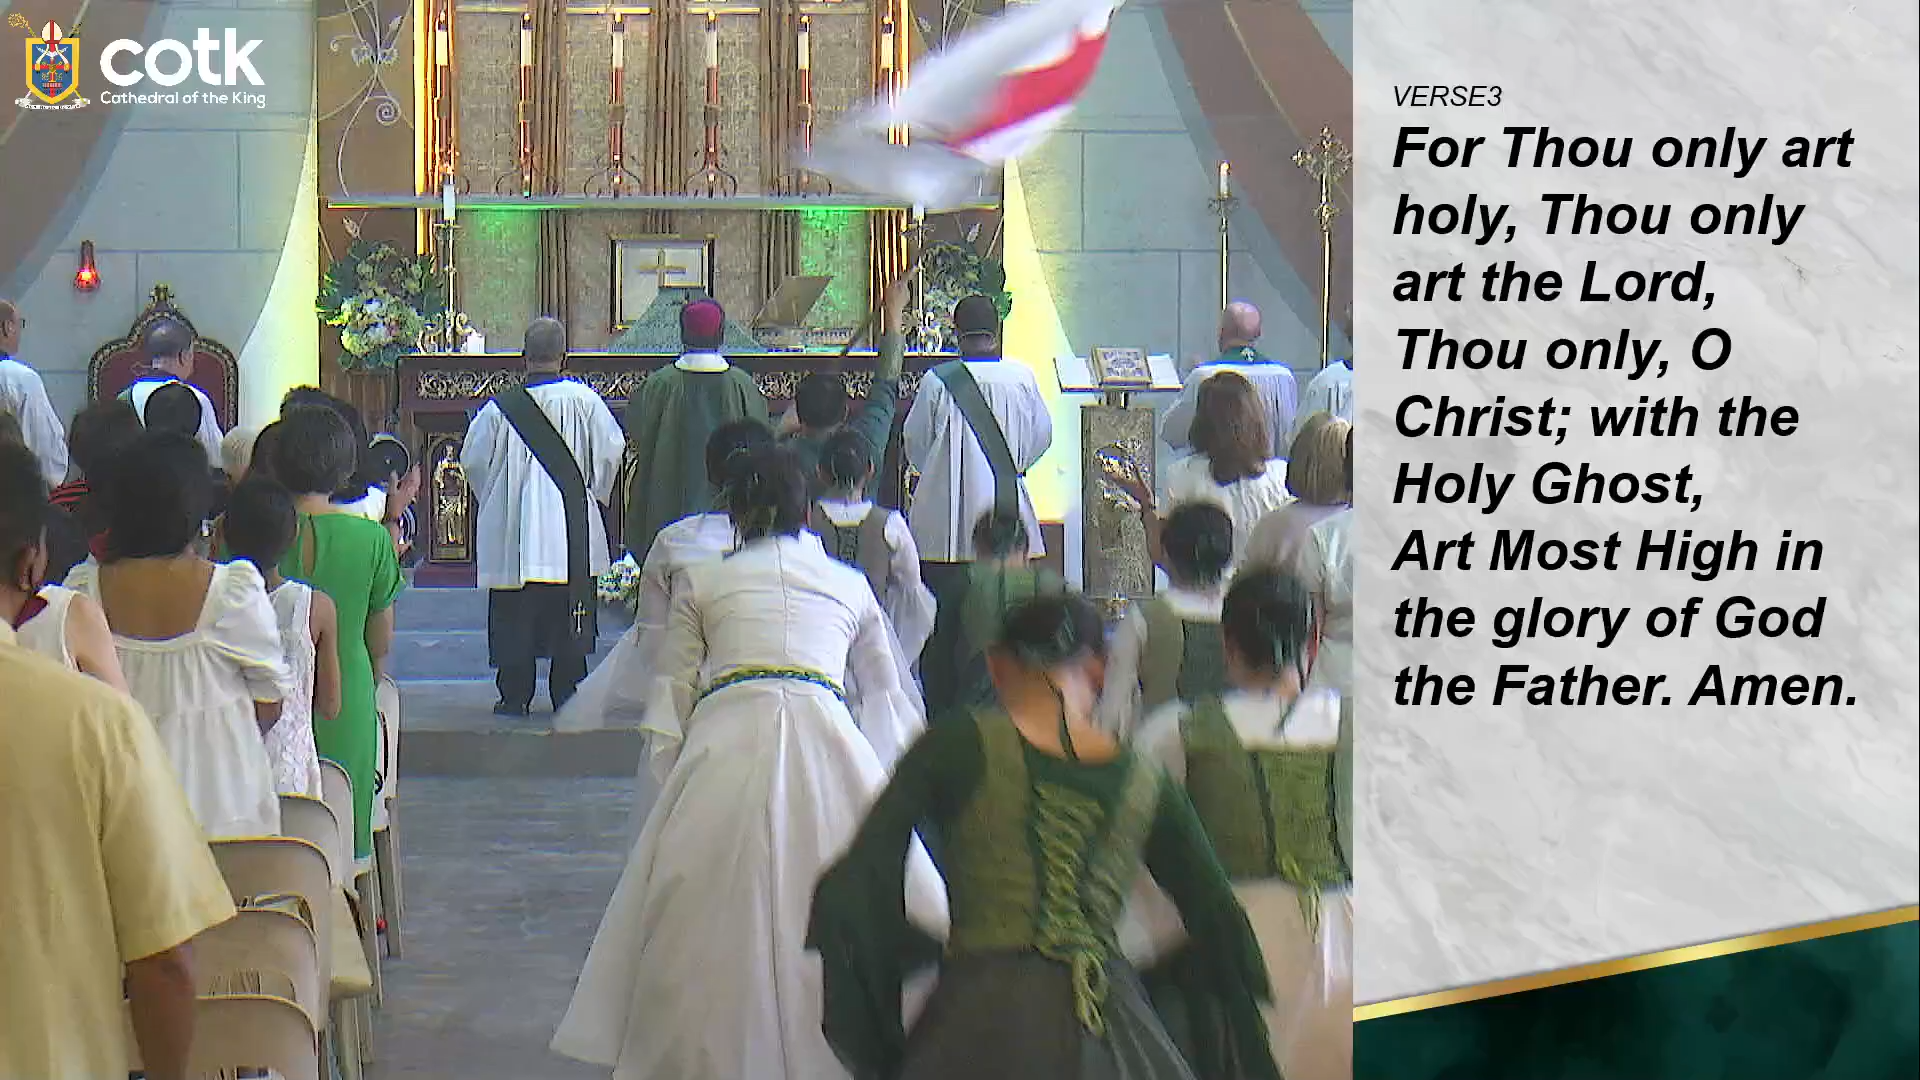 cotk
Cathedral of the King
VERSE3
For Thou only art
holy, Thou only
art the Lord,
Thou only, O
Christ; with the
Holy Ghost,
Art Most High in
the glory of God
the Father. Amen.